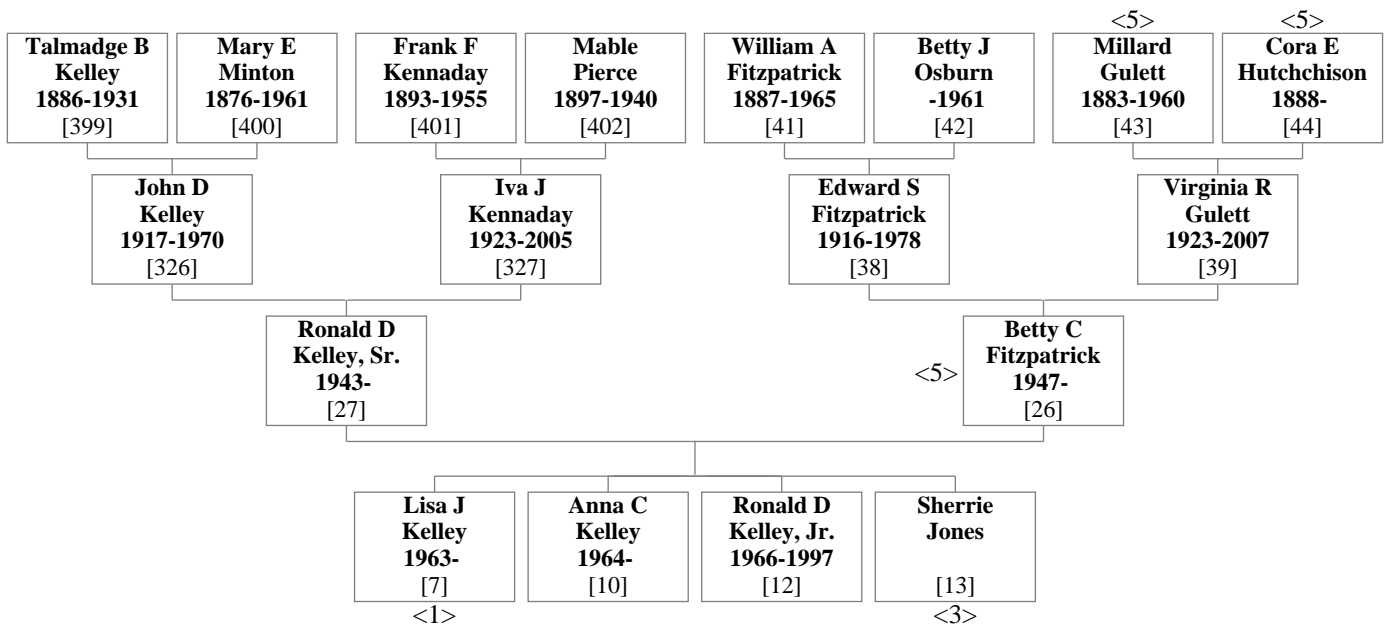 <5>
<5>
Talmadge B
Kelley
1886-1931
[399]
Mary E
Minton
1876-1961
[400]
Frank F
Kennaday
1893-1955
[401]
Mable
Pierce
1897-1940
[402]
William A
Fitzpatrick
1887-1965
[41]
Betty J
Osburn
-1961
[42]
Millard
Gulett
1883-1960
[43]
Cora E
Hutchchison
1888-
[44]
John D
Kelley
1917-1970
[326]
Iva J
Kennaday
1923-2005
[327]
Edward S
Fitzpatrick
1916-1978
[38]
Virginia R
Gulett
1923-2007
[39]
Ronald D
Kelley, Sr.
1943-
[27]
<5>
Betty C
Fitzpatrick
1947-
[26]
Lisa J
Kelley
1963-
[7]
<1>
Anna C
Kelley
1964-
[10]
Ronald D
Kelley, Jr.
1966-1997
[12]
Sherrie
Jones
[13]
<3>